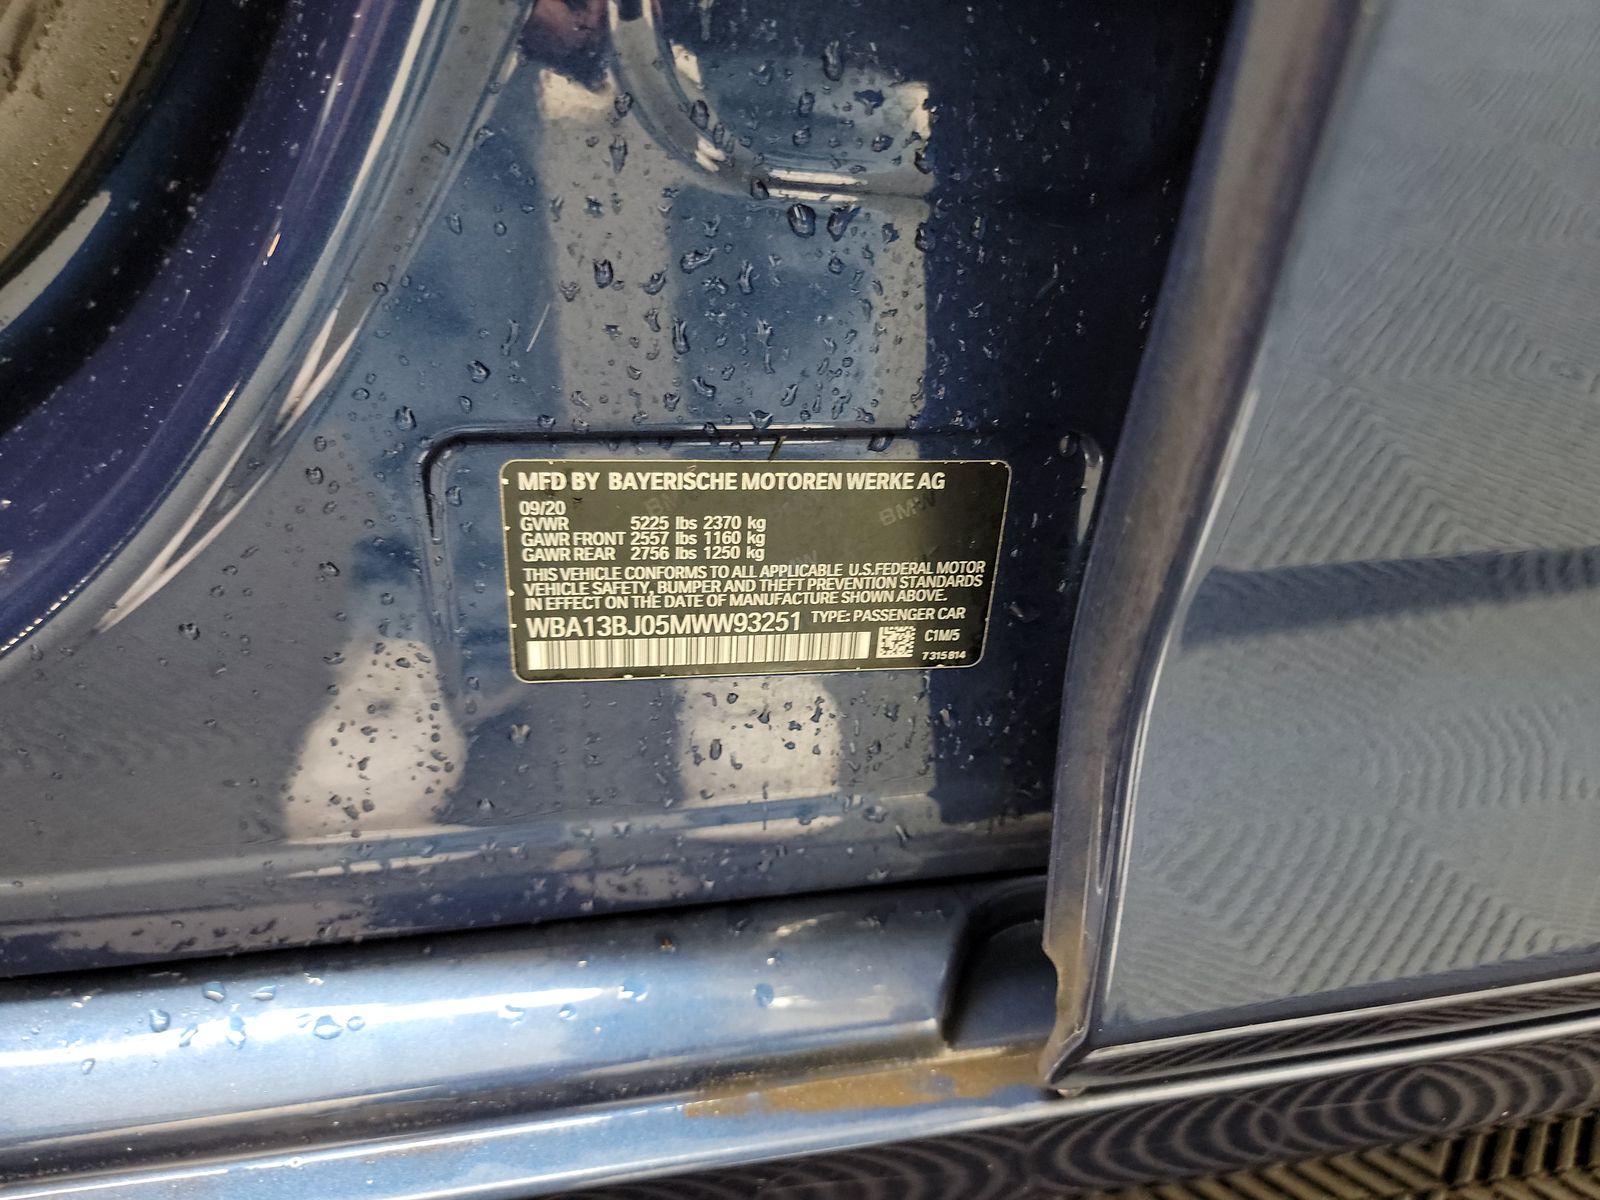 MFD BY BAYERISCHE MOTOREN WERKE AG
09/20
GVWR 5225 lbs 2370 kg
GAWR FRONT 2557 lbs 1160 kg
GAWR REAR 2756 lbs 1250 kg
THIS VEHICLE CONFORMS TO ALL APPLICABLE U.S.FEDERAL MOTOR
VEHICLE SAFETY, BUMPER AND THEFT PREVENTION STANDARDS
IN EFFECT ON THE DATE OF MANUFACTURE SHOWN ABOVE.
WBA13BJ05MWW93251 TYPE: PASSENGER CAR
C1M/5
7315814